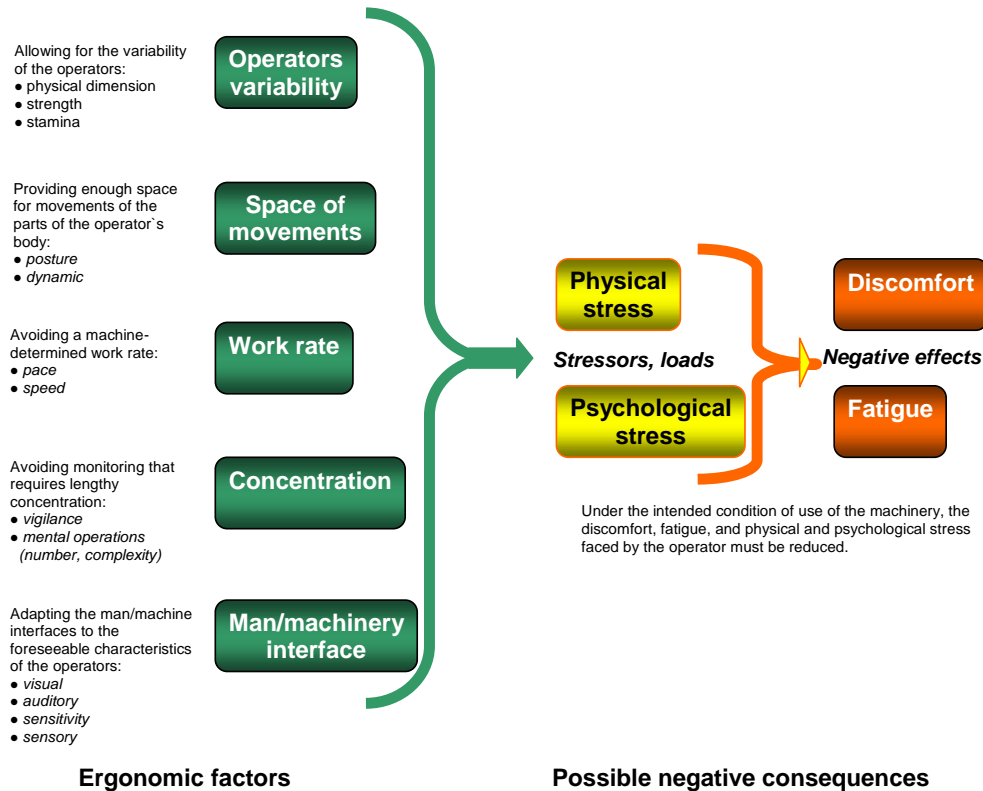 Allowing for the variability
of the operators:
● physical dimension
● strength
● stamina
Operators
variability
Providing enough space
for movements of the
parts of the operator`s
body:
● posture
● dynamic
Space of
movements
Avoiding a machine-
determined work rate:
● pace
● speed
Work rate
Avoiding monitoring that
requires lengthy
concentration:
● vigilance
● mental operations
(number, complexity)
Concentration
Adapting the man/machine
interfaces to the
foreseeable characteristics
of the operators:
● visual
● auditory
● sensitivity
● sensory
Man/machinery
interface
Physical
stress
Stressors, loads
Psychological
stress
Discomfort
Negative effects
Fatigue
Under the intended condition of use of the machinery, the
discomfort, fatigue, and physical and psychological stress
faced by the operator must be reduced.
Ergonomic factors
Possible negative consequences